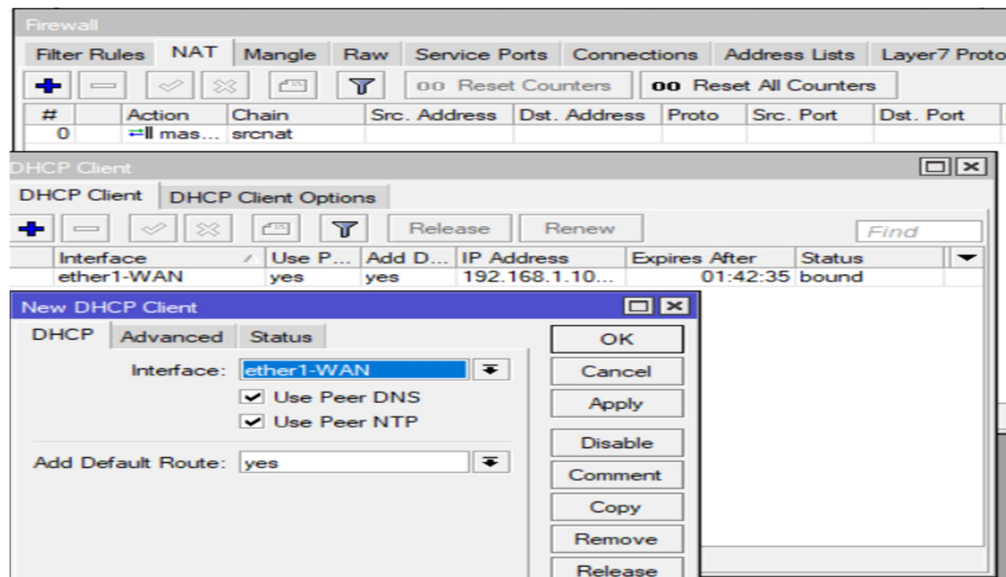 Firewall
Filter Rules NAT Mangle Raw Service Ports Connections Address Lists Layer7 Proto
Reset Counters Reset All Counters
# Action Chain Src. Address Dst. Address Proto Src. Port Dst. Port
0 mas... srcnat
DHCP Client
DHCP Client DHCP Client Options
Release Renew Find
Interface Use P... Add D... IP Address Expires After Status
ether1-WAN yes yes 192.168.1.10... 01:42:35 bound
New DHCP Client
DHCP Advanced Status
OK
Interface: ether1-WAN
Cancel
Use Peer DNS
Apply
Use Peer NTP
Disable
Add Default Route: yes
Comment
Copy
Remove
Release